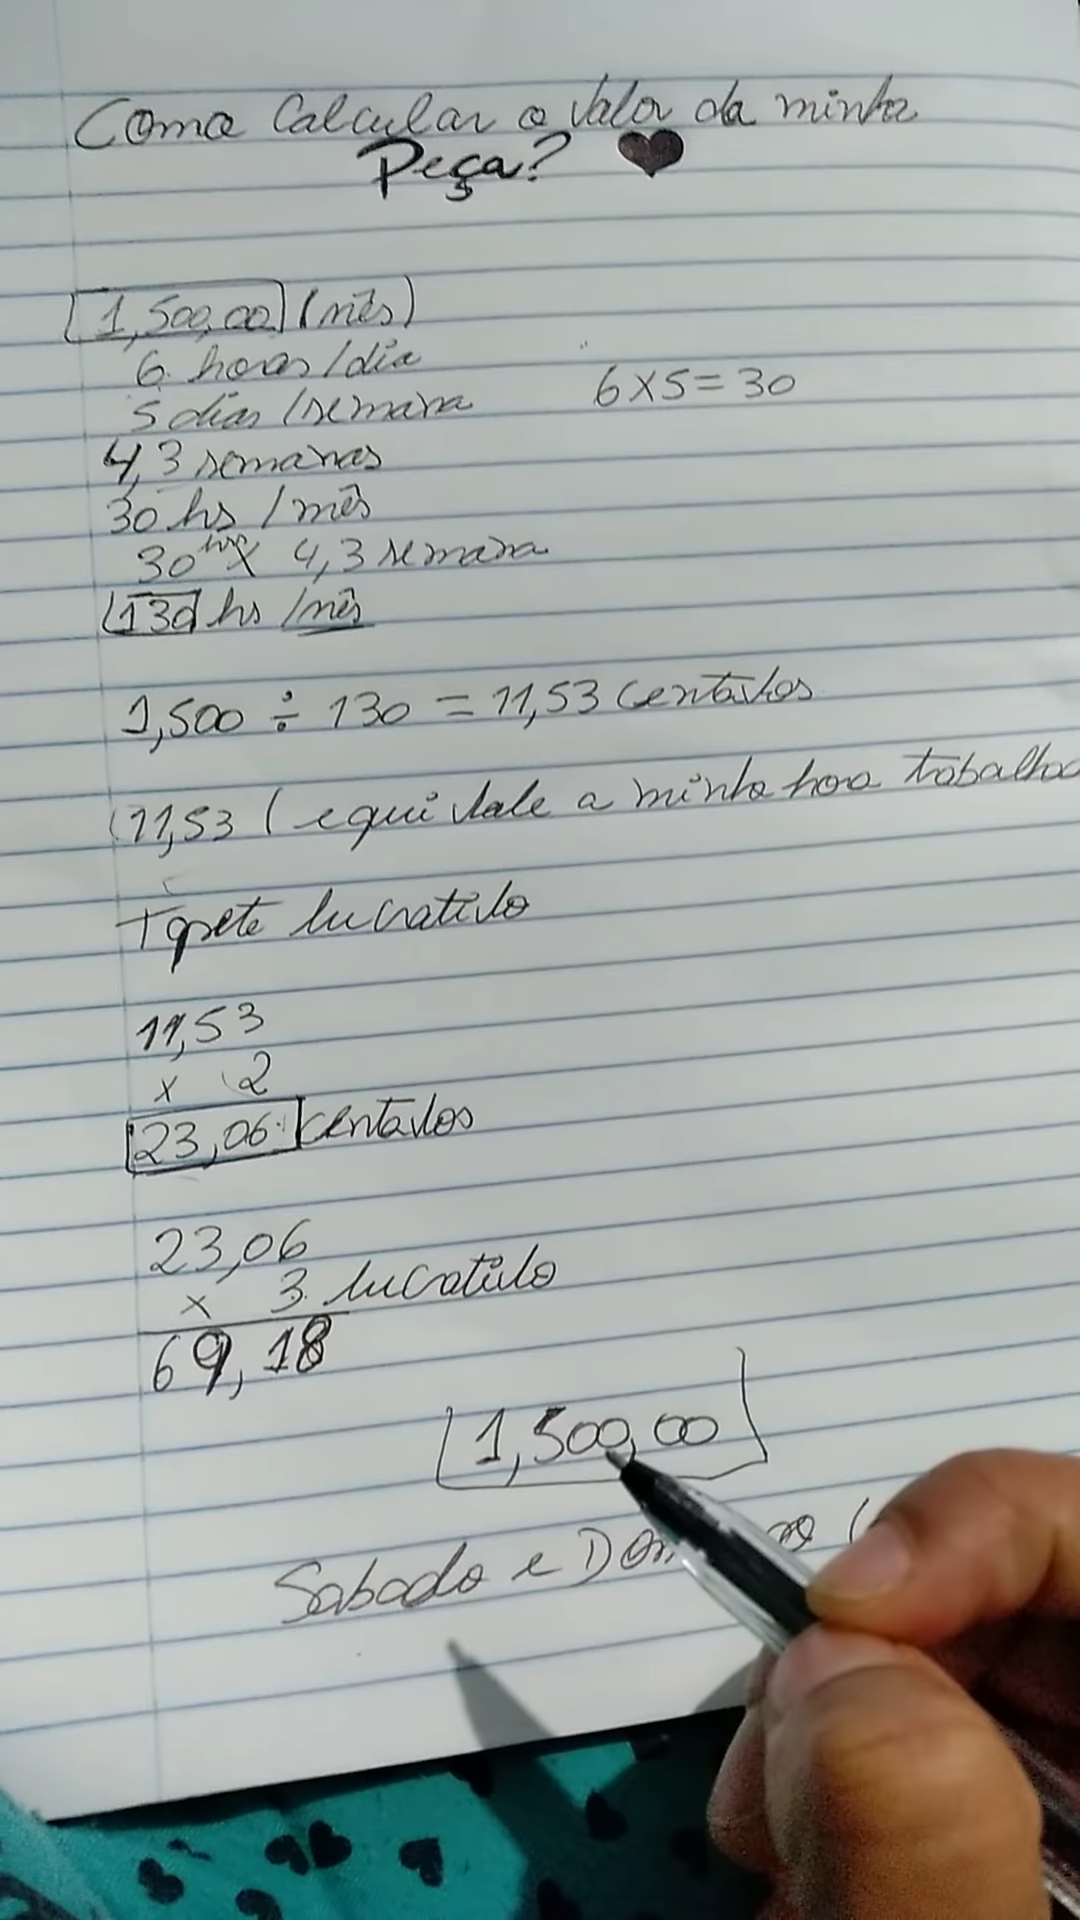 Como Calcular o Valor da minha
Peça?
1,500,00 (mês)
6 horas /dia
5 dias /semana
6x5=30
4,3 semanas
30 hs /mês
30 x 4,3 semana
130 hs /mês
1,500 ÷ 130 = 11,53 centavos
11,53 ( equivale a minha hora
Tapete lucrativo
11,53
x 2
23,06 centavos
23,06
x 3 lucrativo
69,18
1,500,00
Sabado e